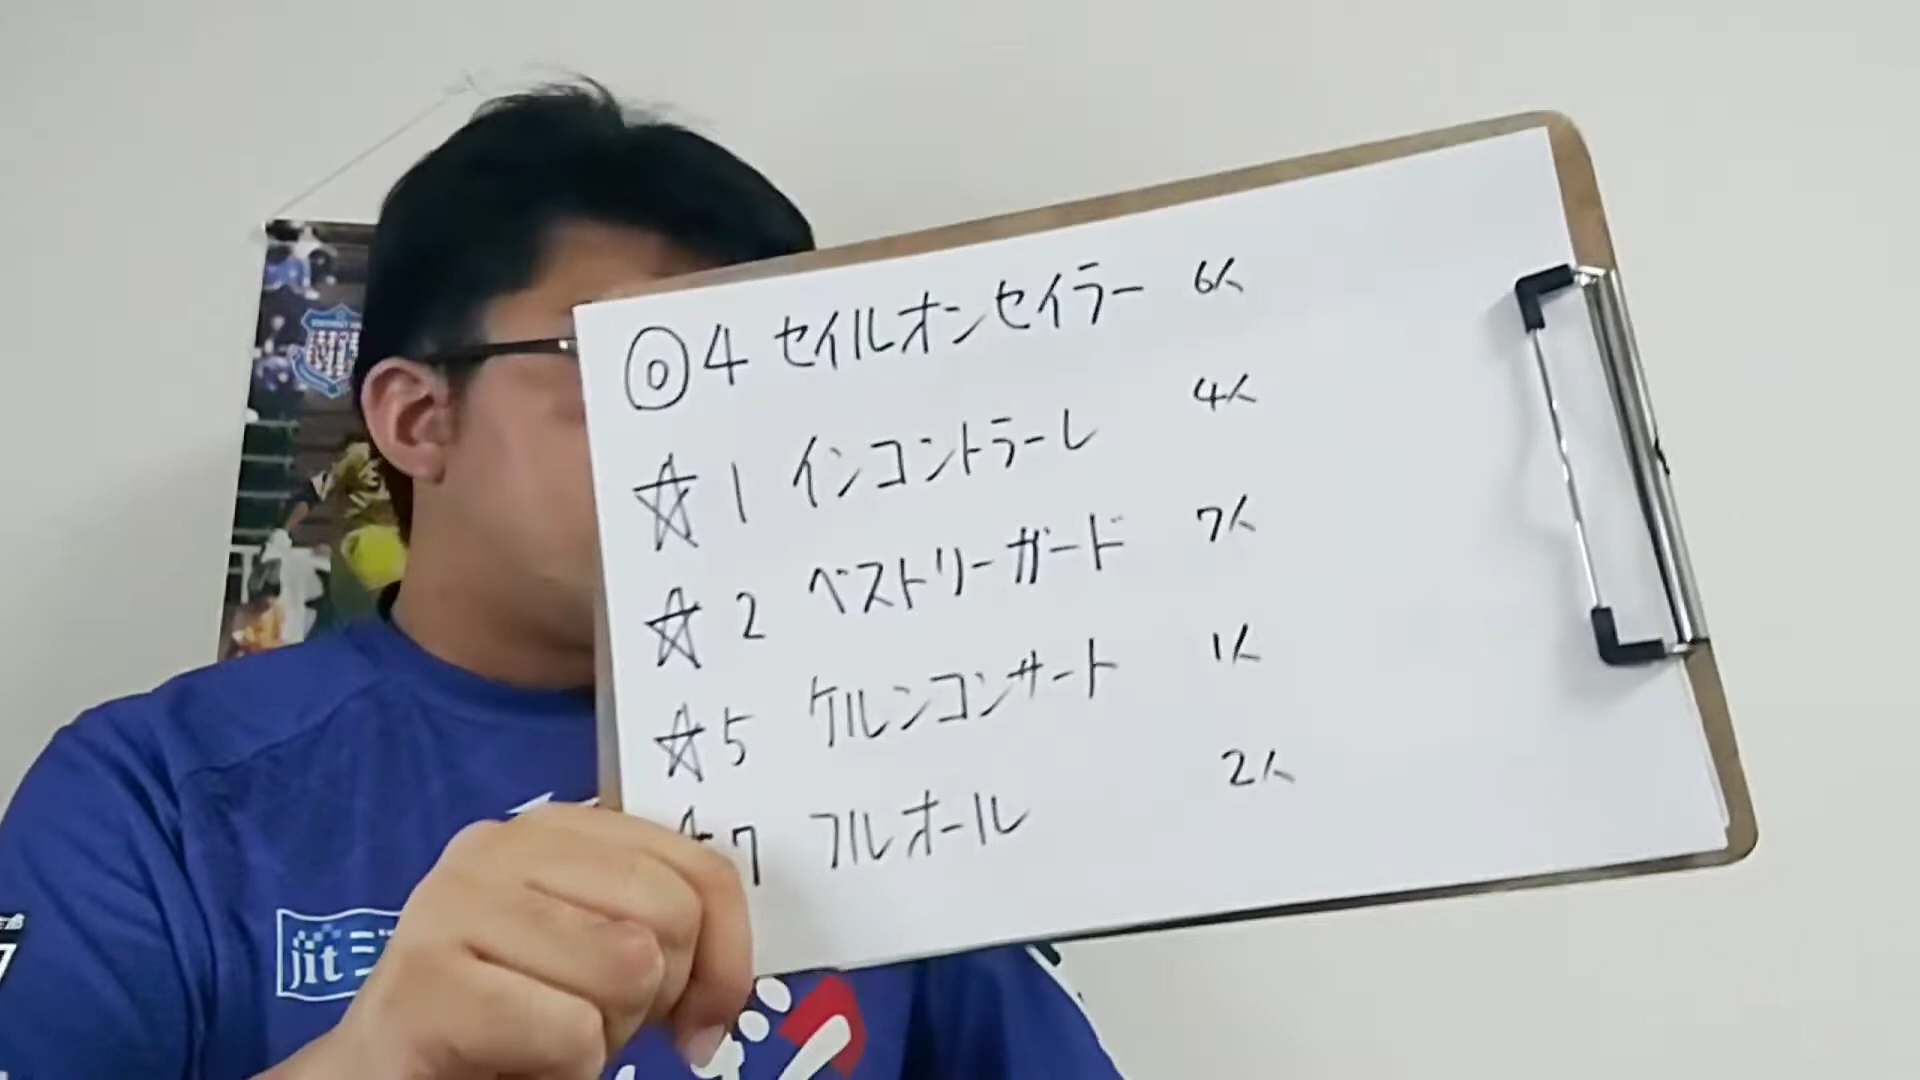 ◎4 セイルオンセイラー 6人
☆1 インコントラーレ 4人
☆2 ベストリーガード 7人
☆5 ケルンコンサート 1人
☆7 フルオール 2人
jit